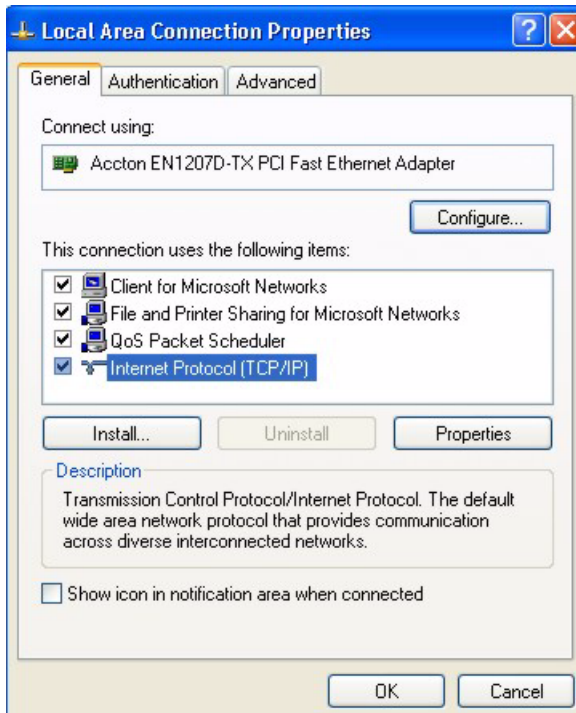 Local Area Connection Properties
General Authentication Advanced
Connect using:
Accton EN1207D-TX PCI Fast Ethernet Adapter
Configure...
This connection uses the following items:
Client for Microsoft Networks
File and Printer Sharing for Microsoft Networks
QoS Packet Scheduler
Internet Protocol (TCP/IP)
Install... Uninstall Properties
Description
Transmission Control Protocol/Internet Protocol. The default
wide area network protocol that provides communication
across diverse interconnected networks.
Show icon in notification area when connected
OK Cancel